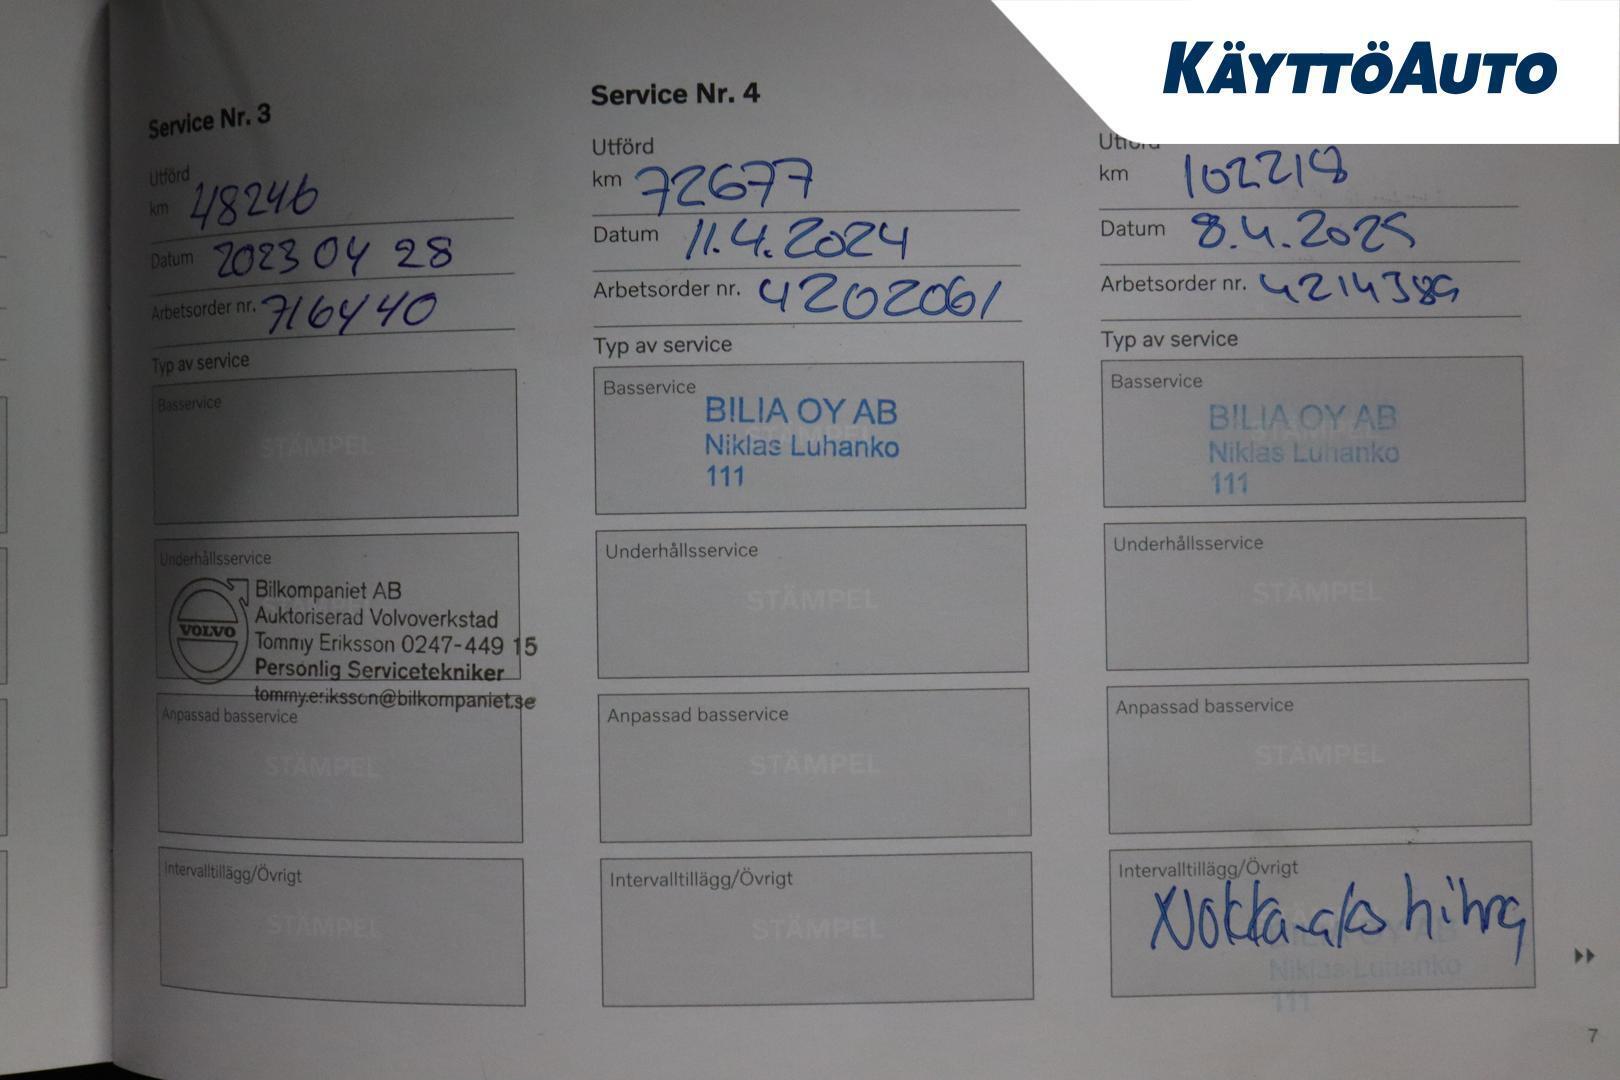 KÄYTTÖAUTO
Service Nr. 3
Utförd
km 48246
Datum 2023 04 28
Arbetsorder nr. 716440
Typ av service
Basservice
STÄMPEL
Underhållsservice
VOLVO
Bilkompaniet AB
Auktoriserad Volvoverkstad
Tommy Eriksson 0247-449 15
Personlig Servicetekniker
tommy.eriksson@bilkompaniet.se
Anpassad basservice
STÄMPEL
Intervalltillägg/Övrigt
STÄMPEL
Service Nr. 4
Utförd
km 72677
Datum 11.4.2024
Arbetsorder nr. 4202061
Typ av service
Basservice
BILIA OY AB
Niklas Luhanko
111
Underhållsservice
STÄMPEL
Anpassad basservice
STÄMPEL
Intervalltillägg/Övrigt
STÄMPEL
Utförd
km 102218
Datum 8.4.2025
Arbetsorder nr. 4214389
Typ av service
Basservice
BILIA OY AB
Niklas Luhanko
111
Underhållsservice
STÄMPEL
Anpassad basservice
STÄMPEL
Intervalltillägg/Övrigt
Nokka-aks hihna
BILIA OY AB
Niklas Luhanko
111
7